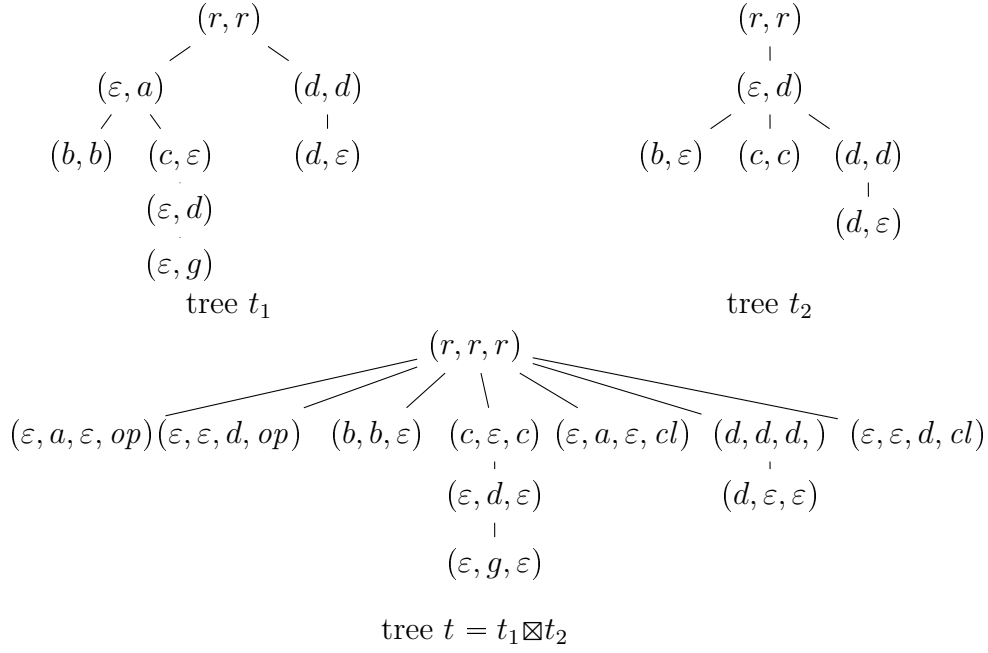 (r, r) (r, r)
(ε, a) (d, d) (ε, d)
(b, b) (c, ε) (d, ε) (b, ε) (c, c) (d, d)
(ε, d) (d, ε)
(ε, g)
tree t₁ tree t₂
(r, r, r)
(ε, a, ε, op) (ε, ε, d, op) (b, b, ε) (c, ε, c) (ε, a, ε, cl) (d, d, d, ) (ε, ε, d, cl)
(ε, d, ε) (d, ε, ε)
(ε, g, ε)
tree t = t₁⊠t₂